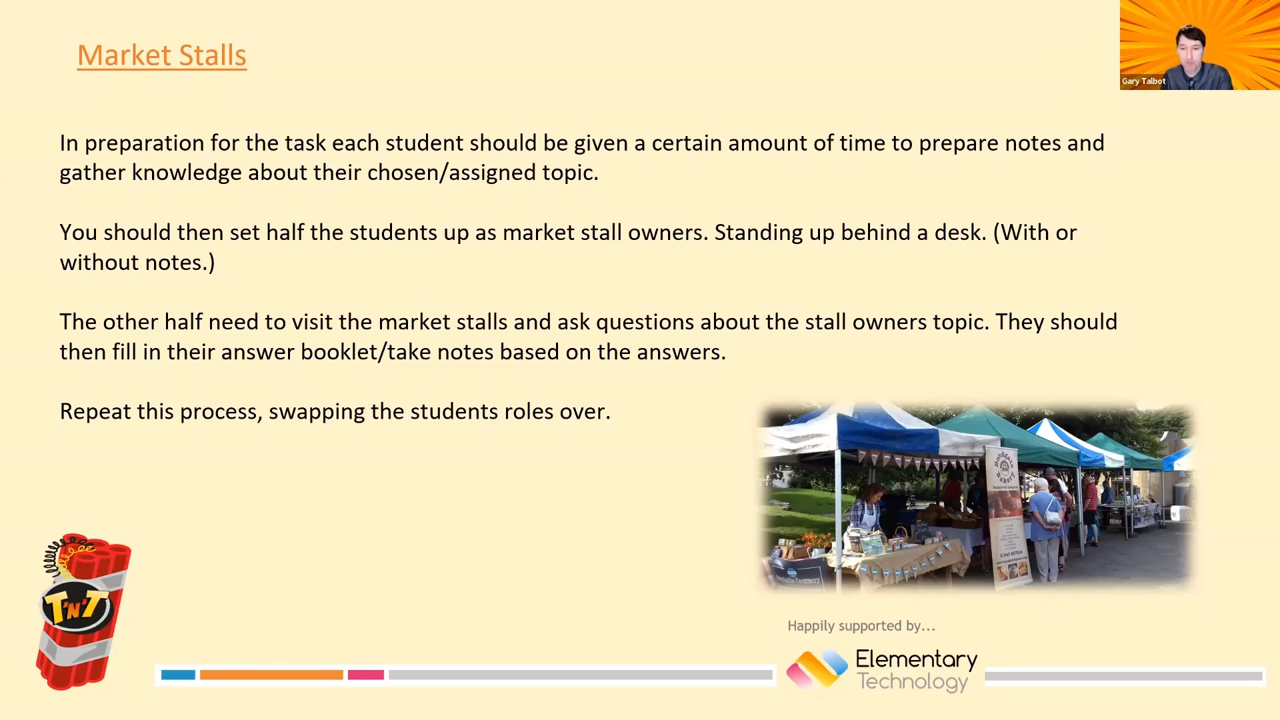 Market Stalls
Gary Talbot
In preparation for the task each student should be given a certain amount of time to prepare notes and
gather knowledge about their chosen/assigned topic.
You should then set half the students up as market stall owners. Standing up behind a desk. (With or
without notes.)
The other half need to visit the market stalls and ask questions about the stall owners topic. They should
then fill in their answer booklet/take notes based on the answers.
Repeat this process, swapping the students roles over.
T'N'T
Happily supported by...
Elementary
Technology